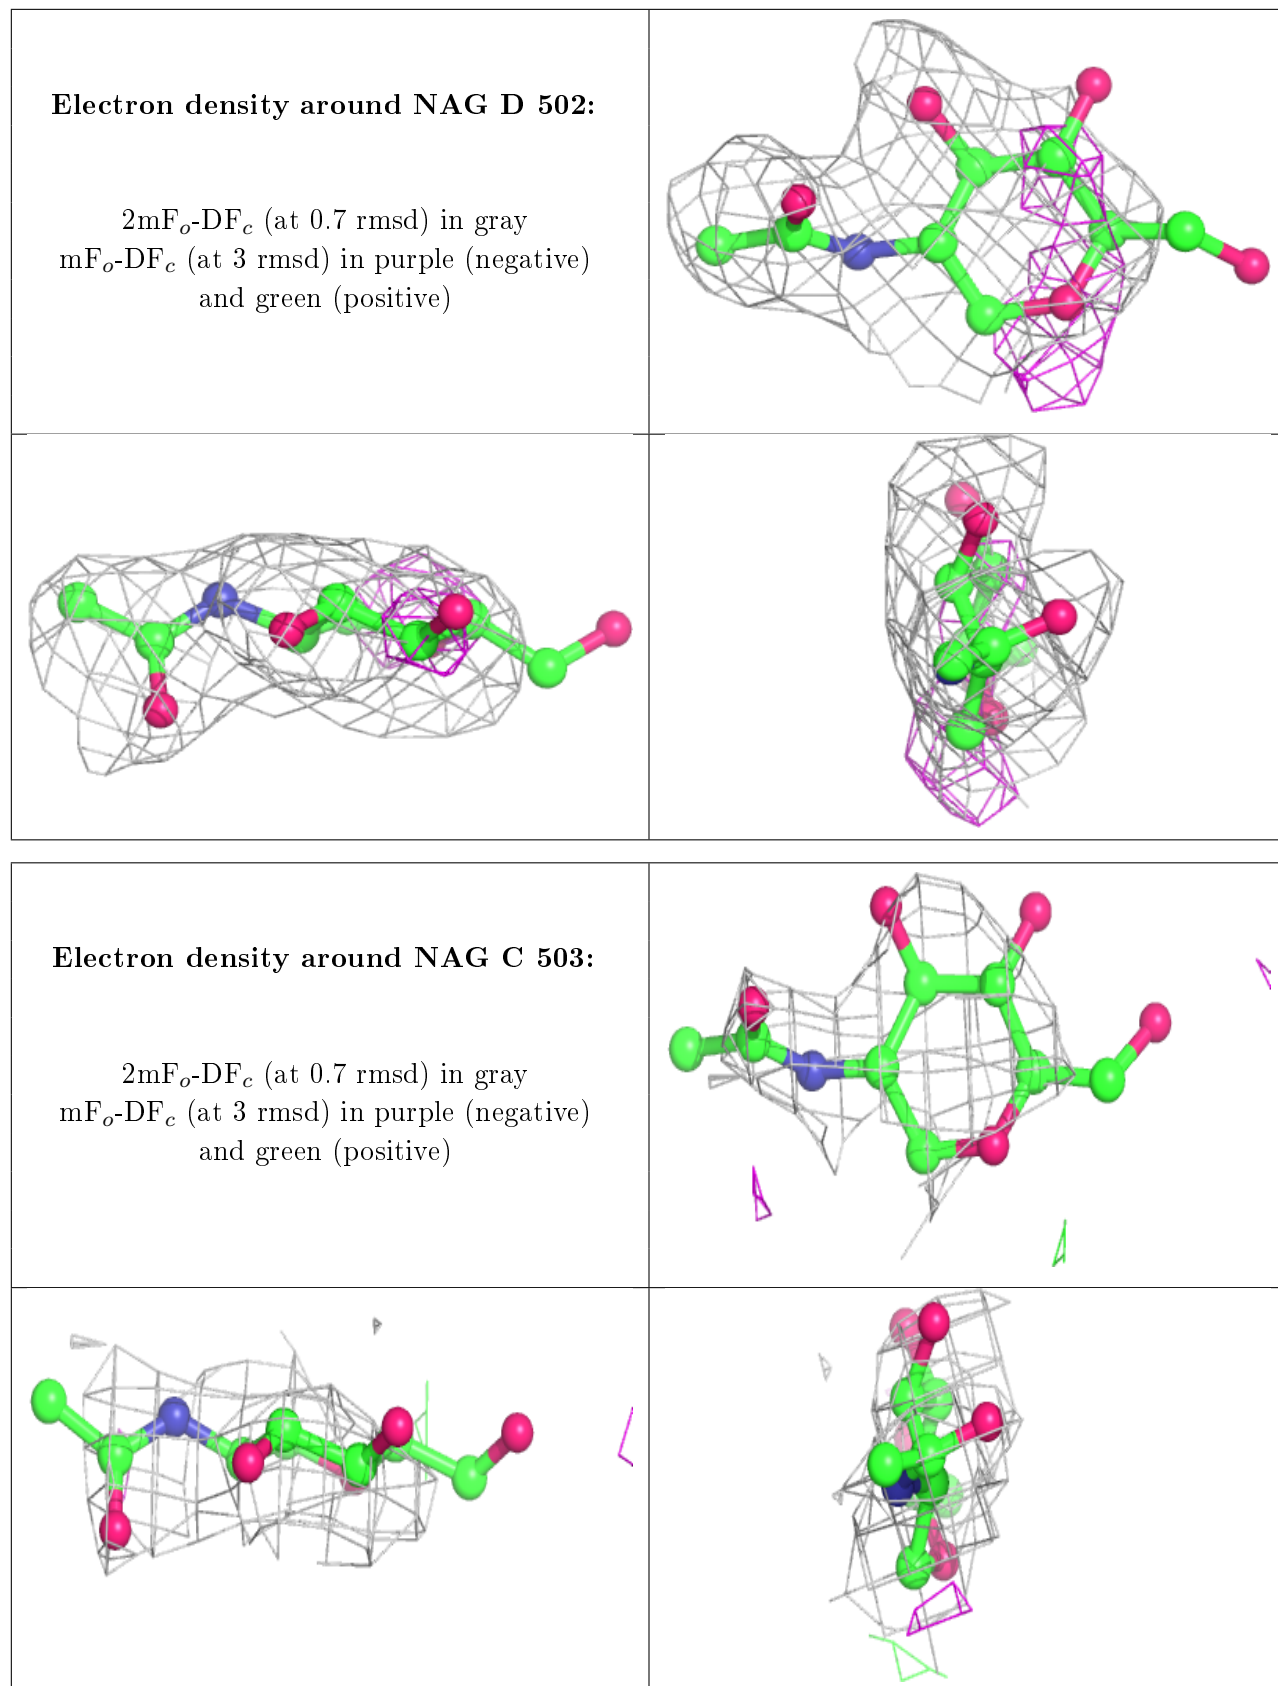 Electron density around NAG D 502:
2mFo-DFc (at 0.7 rmsd) in gray
mFo-DFc (at 3 rmsd) in purple (negative)
and green (positive)
Electron density around NAG C 503:
2mFo-DFc (at 0.7 rmsd) in gray
mFo-DFc (at 3 rmsd) in purple (negative)
and green (positive)